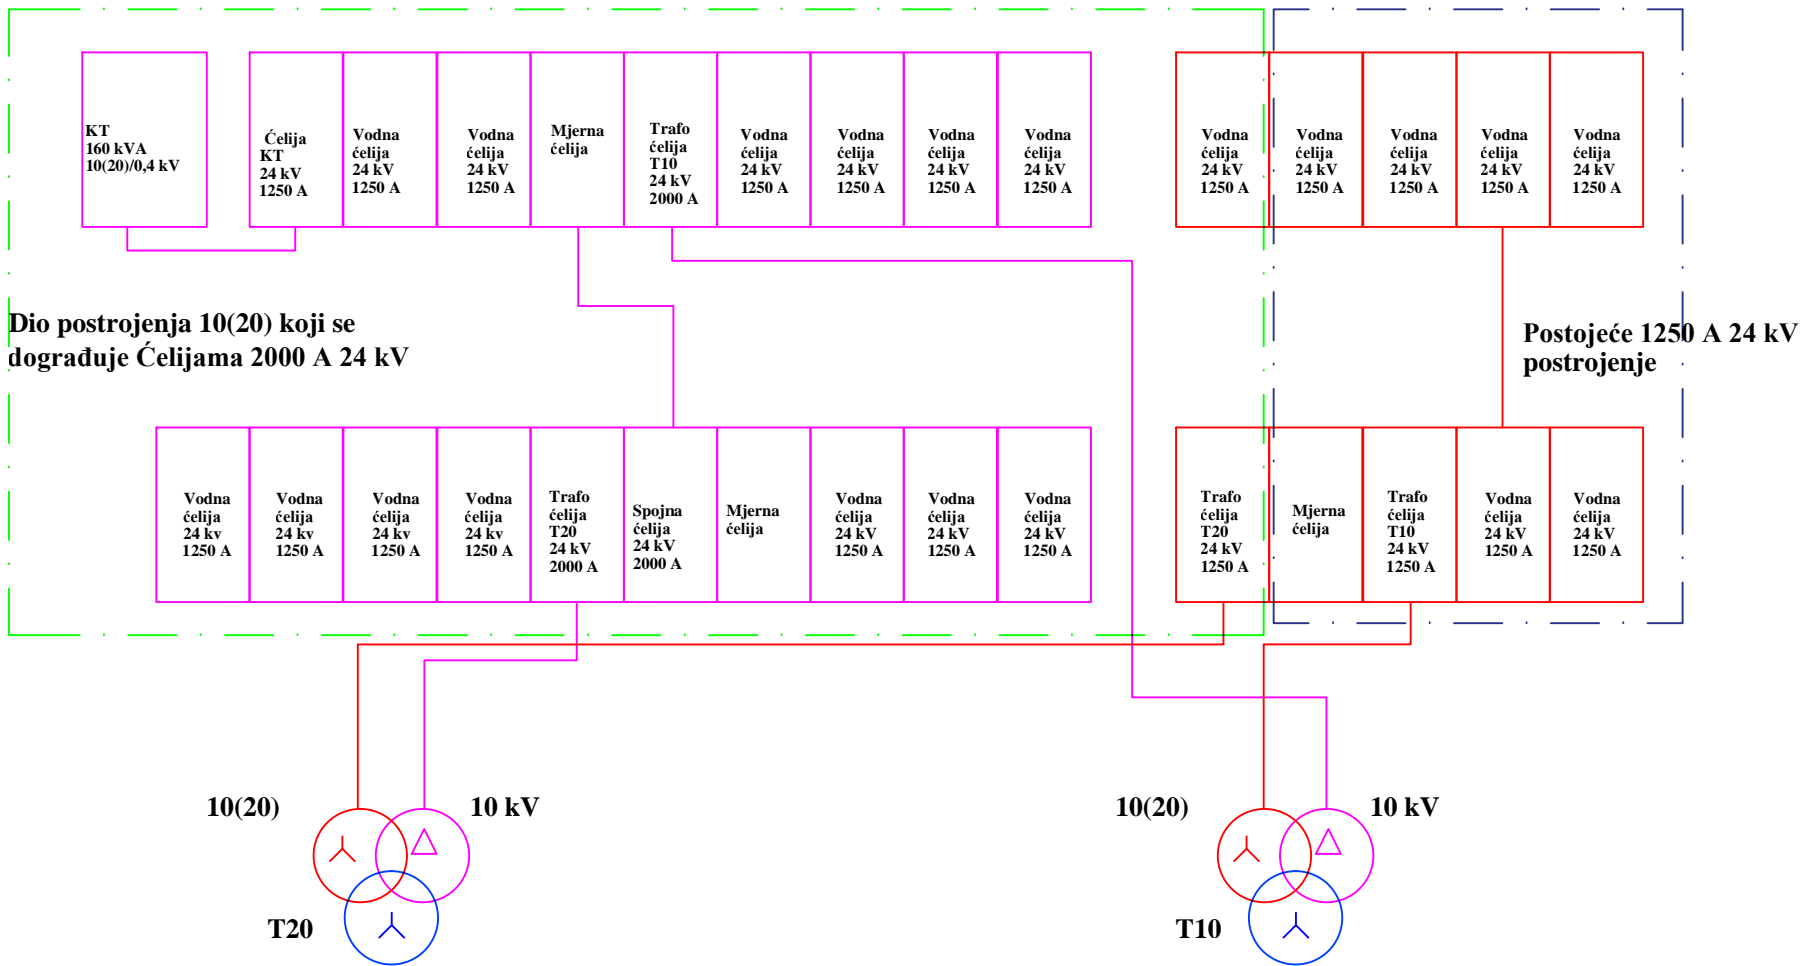 KT
160 kVA
10(20)/0,4 kV
Ćelija
KT
24 kV
1250 A
Vodna
ćelija
24 kV
1250 A
Vodna
ćelija
24 kV
1250 A
Mjerna
ćelija
Trafo
ćelija
T10
24 kV
2000 A
Vodna
ćelija
24 kV
1250 A
Vodna
ćelija
24 kV
1250 A
Vodna
ćelija
24 kV
1250 A
Vodna
ćelija
24 kV
1250 A
Vodna
ćelija
24 kV
1250 A
Vodna
ćelija
24 kV
1250 A
Vodna
ćelija
24 kV
1250 A
Vodna
ćelija
24 kV
1250 A
Vodna
ćelija
24 kV
1250 A
Dio postrojenja 10(20) koji se
dograđuje Ćelijama 2000 A 24 kV
Postojeće 1250 A 24 kV
postrojenje
Vodna
ćelija
24 kv
1250 A
Vodna
ćelija
24 kv
1250 A
Vodna
ćelija
24 kv
1250 A
Vodna
ćelija
24 kv
1250 A
Trafo
ćelija
T20
24 kV
2000 A
Spojna
ćelija
24 kV
2000 A
Mjerna
ćelija
Vodna
ćelija
24 kV
1250 A
Vodna
ćelija
24 kV
1250 A
Vodna
ćelija
24 kV
1250 A
Trafo
ćelija
T20
24 kV
1250 A
Mjerna
ćelija
Trafo
ćelija
T10
24 kV
1250 A
Vodna
ćelija
24 kV
1250 A
Vodna
ćelija
24 kV
1250 A
10(20)
10 kV
T20
10(20)
10 kV
T10